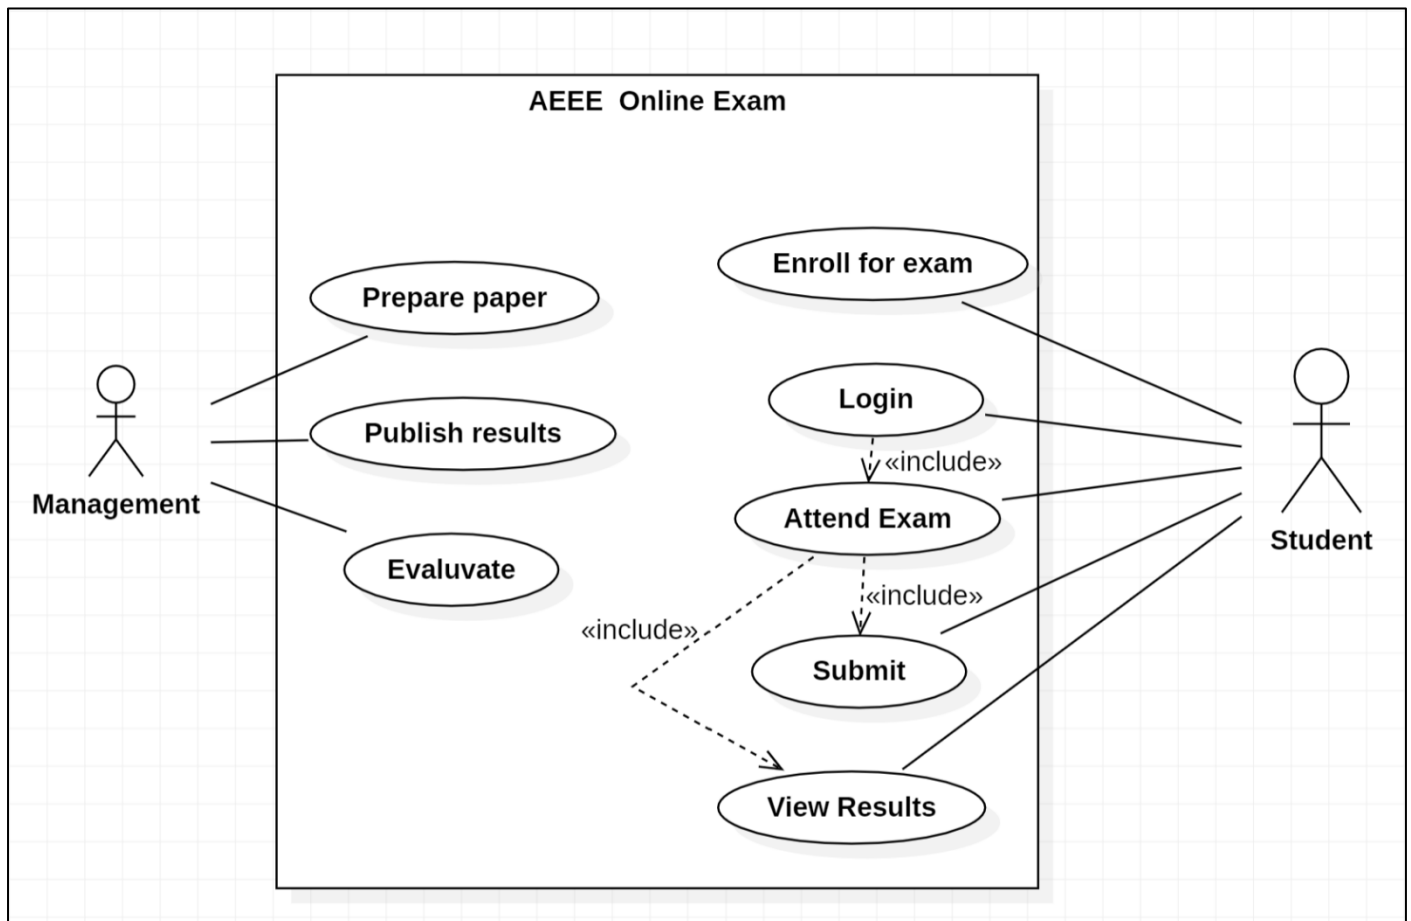 AEEE  Online Exam
Enroll for exam
Prepare paper
Login
Publish results
«include»
Management
Attend Exam
Student
Evaluvate
«include»
«include»
Submit
View Results